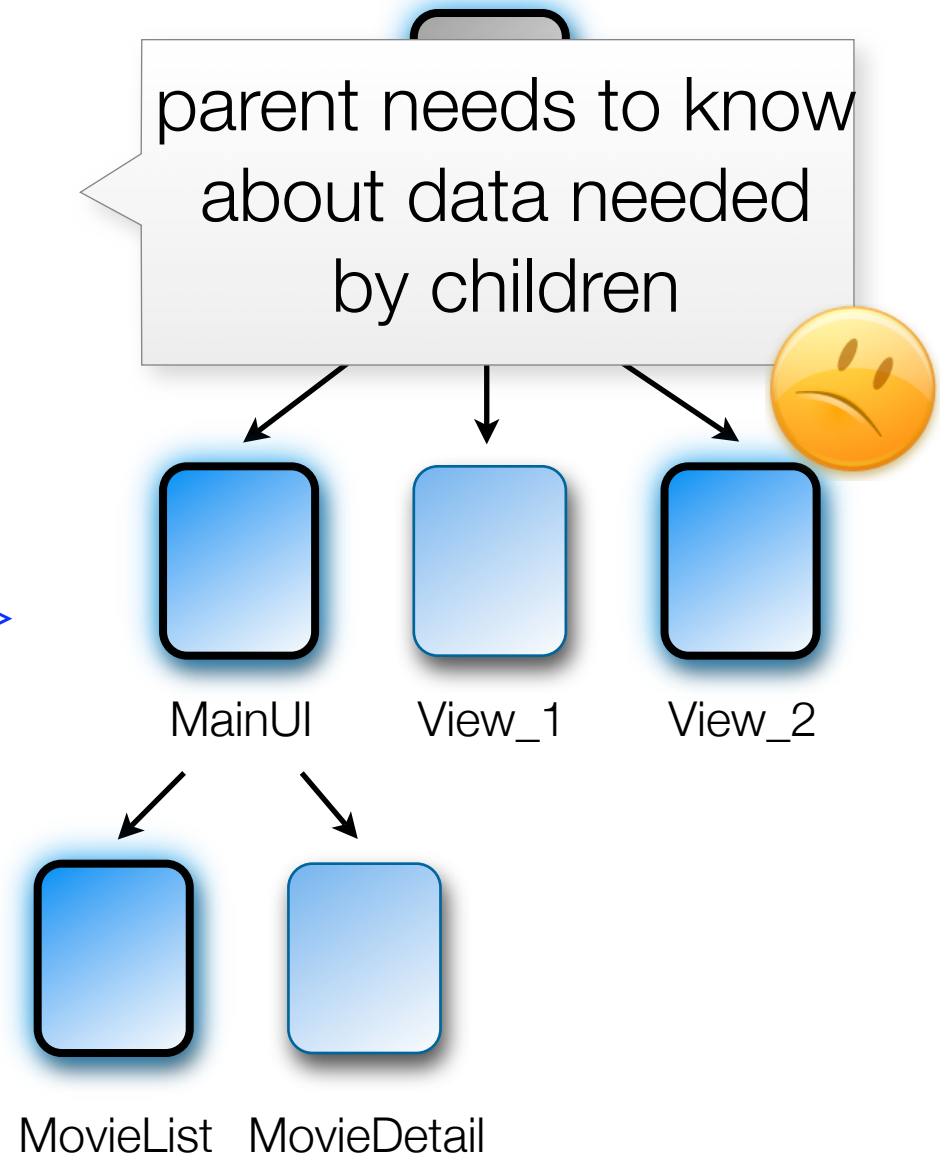 parent needs to know
about data needed
by children
>
MainUI View_1 View_2
MovieList MovieDetail